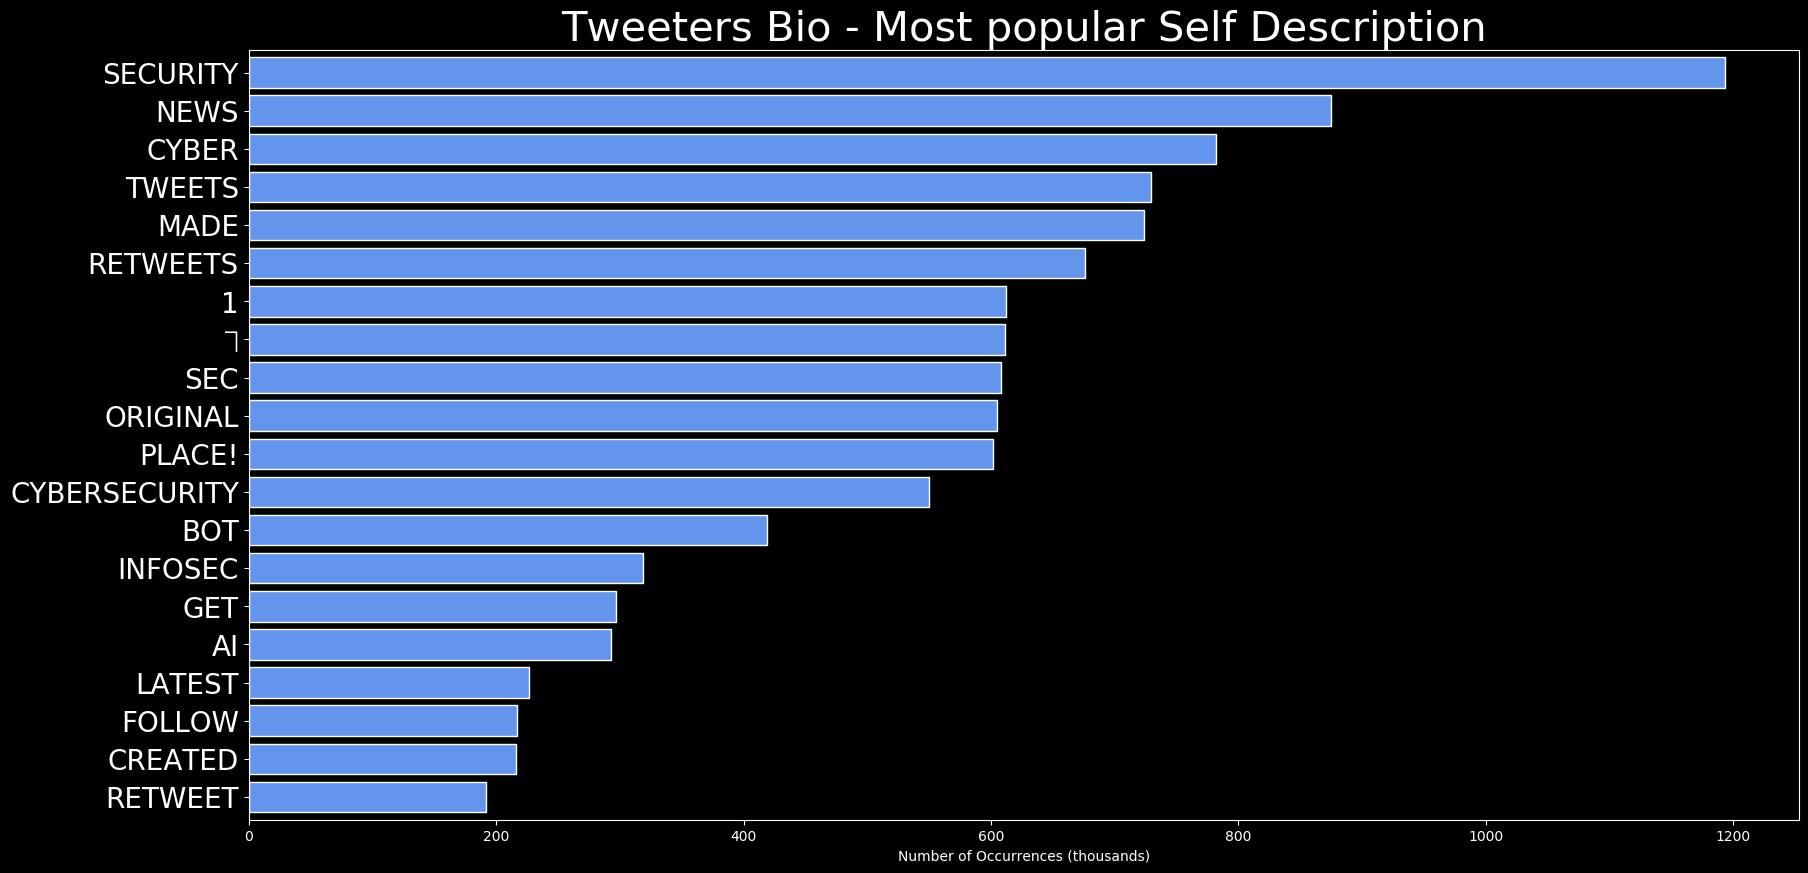 Tweeters Bio - Most popular Self Description
SECURITY
NEWS
CYBER
TWEETS
MADE
RETWEETS
1
SEC
ORIGINAL
PLACE!
CYBERSECURITY
BOT
INFOSEC
GET
AI
LATEST
FOLLOW
CREATED
RETWEET
0 200 400 600 800 1000 1200
Number of Occurrences (thousands)